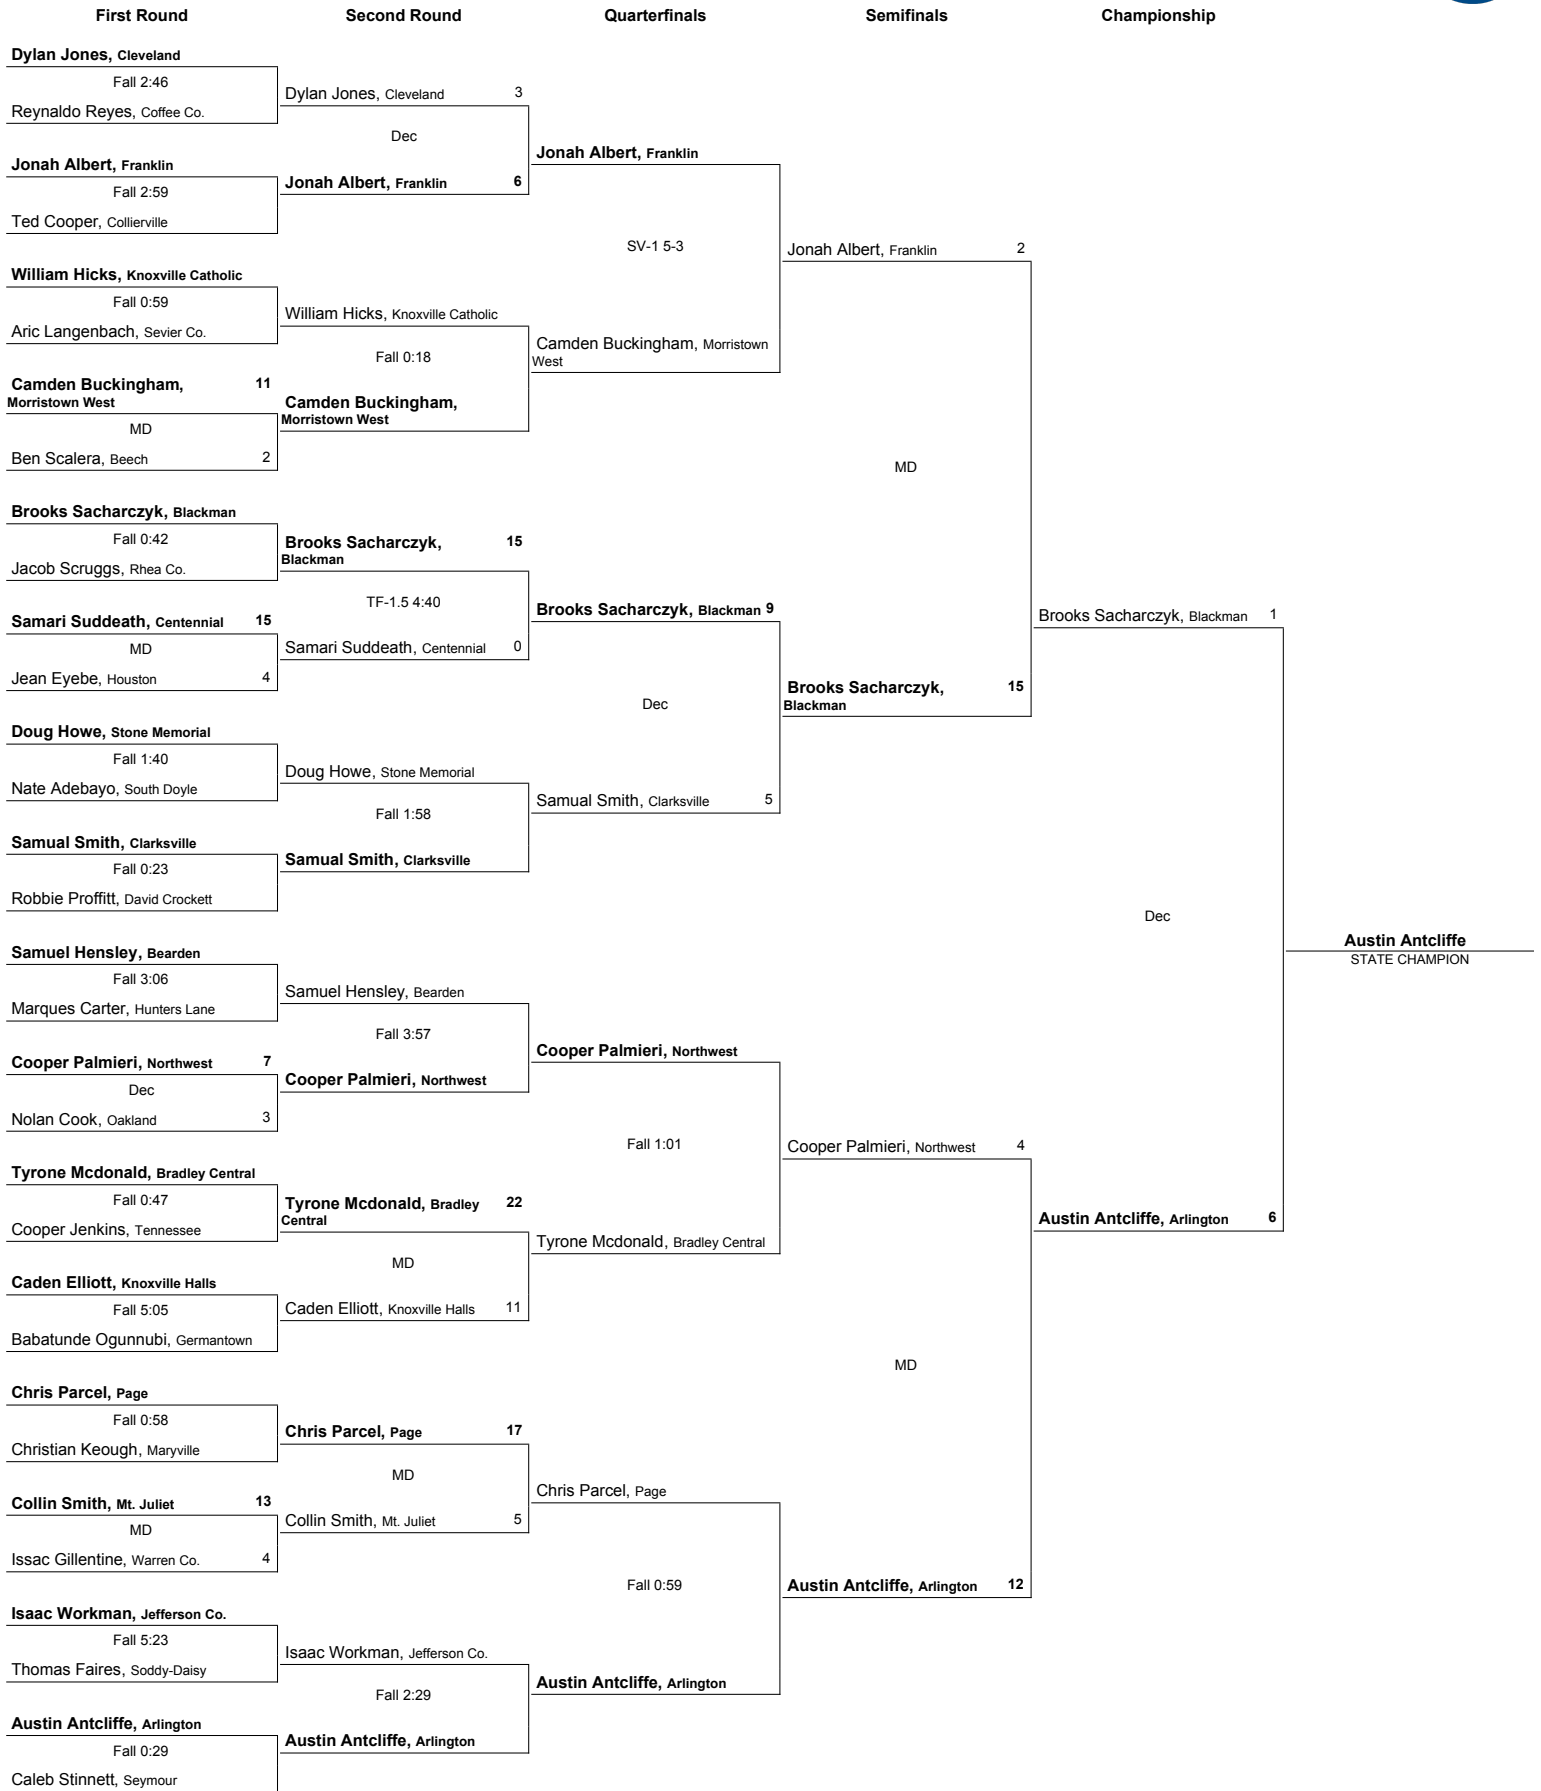 First Round
Second Round
Quarterfinals
Semifinals
Championship
Dylan Jones, Cleveland
Fall 2:46
Reynaldo Reyes, Coffee Co.
Jonah Albert, Franklin
Fall 2:59
Ted Cooper, Collierville
William Hicks, Knoxville Catholic
Fall 0:59
Aric Langenbach, Sevier Co.
Camden Buckingham, 11
Morristown West
MD
Ben Scalera, Beech 2
Brooks Sacharczyk, Blackman
Fall 0:42
Jacob Scruggs, Rhea Co.
Samari Suddeath, Centennial 15
MD
Jean Eyebe, Houston 4
Doug Howe, Stone Memorial
Fall 1:40
Nate Adebayo, South Doyle
Samual Smith, Clarksville
Fall 0:23
Robbie Proffitt, David Crockett
Samuel Hensley, Bearden
Fall 3:06
Marques Carter, Hunters Lane
Cooper Palmieri, Northwest 7
Dec
Nolan Cook, Oakland 3
Tyrone Mcdonald, Bradley Central
Fall 0:47
Cooper Jenkins, Tennessee
Caden Elliott, Knoxville Halls
Fall 5:05
Babatunde Ogunnubi, Germantown
Chris Parcel, Page
Fall 0:58
Christian Keough, Maryville
Collin Smith, Mt. Juliet 13
MD
Issac Gillentine, Warren Co. 4
Isaac Workman, Jefferson Co.
Fall 5:23
Thomas Faires, Soddy-Daisy
Austin Antcliffe, Arlington
Fall 0:29
Caleb Stinnett, Seymour
Dylan Jones, Cleveland 3
Dec
Jonah Albert, Franklin 6
William Hicks, Knoxville Catholic
Fall 0:18
Camden Buckingham,
Morristown West
Brooks Sacharczyk, 15
Blackman
TF-1.5 4:40
Samari Suddeath, Centennial 0
Doug Howe, Stone Memorial
Fall 1:58
Samual Smith, Clarksville
Samuel Hensley, Bearden
Fall 3:57
Cooper Palmieri, Northwest
Tyrone Mcdonald, Bradley 22
Central
MD
Caden Elliott, Knoxville Halls 11
Chris Parcel, Page 17
MD
Collin Smith, Mt. Juliet 5
Isaac Workman, Jefferson Co.
Fall 2:29
Austin Antcliffe, Arlington
Jonah Albert, Franklin
SV-1 5-3
Camden Buckingham, Morristown
West
Brooks Sacharczyk, Blackman 9
Dec
Samual Smith, Clarksville 5
Cooper Palmieri, Northwest
Fall 1:01
Tyrone Mcdonald, Bradley Central
Chris Parcel, Page
Fall 0:59
Austin Antcliffe, Arlington
Jonah Albert, Franklin 2
MD
Brooks Sacharczyk, 15
Blackman
Cooper Palmieri, Northwest 4
MD
Austin Antcliffe, Arlington 12
Brooks Sacharczyk, Blackman 1
Dec
Austin Antcliffe, Arlington 6
Austin Antcliffe
STATE CHAMPION